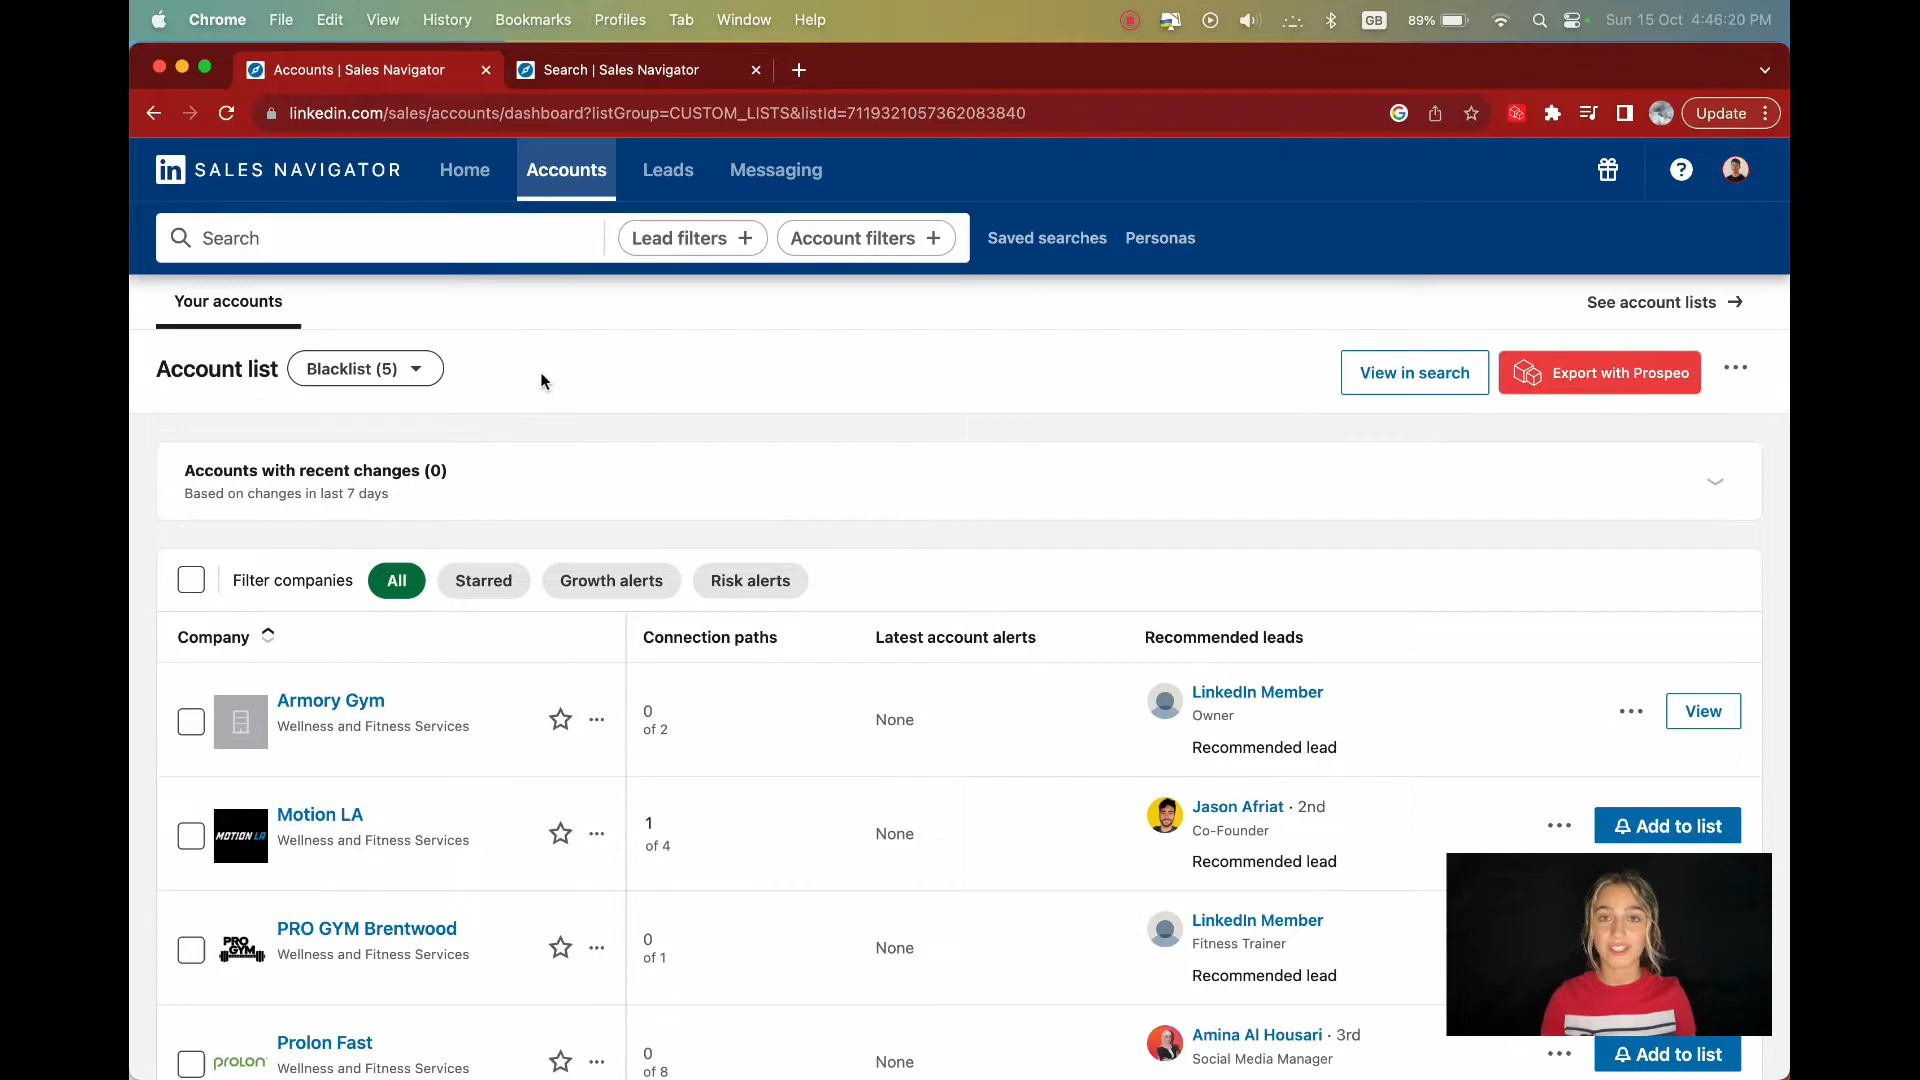 Chrome File Edit View History Bookmarks Profiles Tab Window Help GB 89% Sun 15 Oct 4:46:20 PM
Accounts | Sales Navigator Search | Sales Navigator
linkedin.com/sales/accounts/dashboard?listGroup=CUSTOM_LISTS&listId=7119321057362083840 Update
in SALES NAVIGATOR Home Accounts Leads Messaging
Search Lead filters + Account filters + Saved searches Personas
Your accounts See account lists →
Account list Blacklist (5) View in search Export with Prospeo
Accounts with recent changes (0)
Based on changes in last 7 days
Filter companies All Starred Growth alerts Risk alerts
Company Connection paths Latest account alerts Recommended leads
Armory Gym
Wellness and Fitness Services
0
of 2
None
LinkedIn Member
Owner
Recommended lead
View
MOTION LA
Motion LA
Wellness and Fitness Services
1
of 4
None
Jason Afriat · 2nd
Co-Founder
Recommended lead
Add to list
PRO GYM
PRO GYM Brentwood
Wellness and Fitness Services
0
of 1
None
LinkedIn Member
Fitness Trainer
Recommended lead
PROLON
Prolon Fast
Wellness and Fitness Services
0
of 8
None
Amina Al Housari · 3rd
Social Media Manager
Add to list